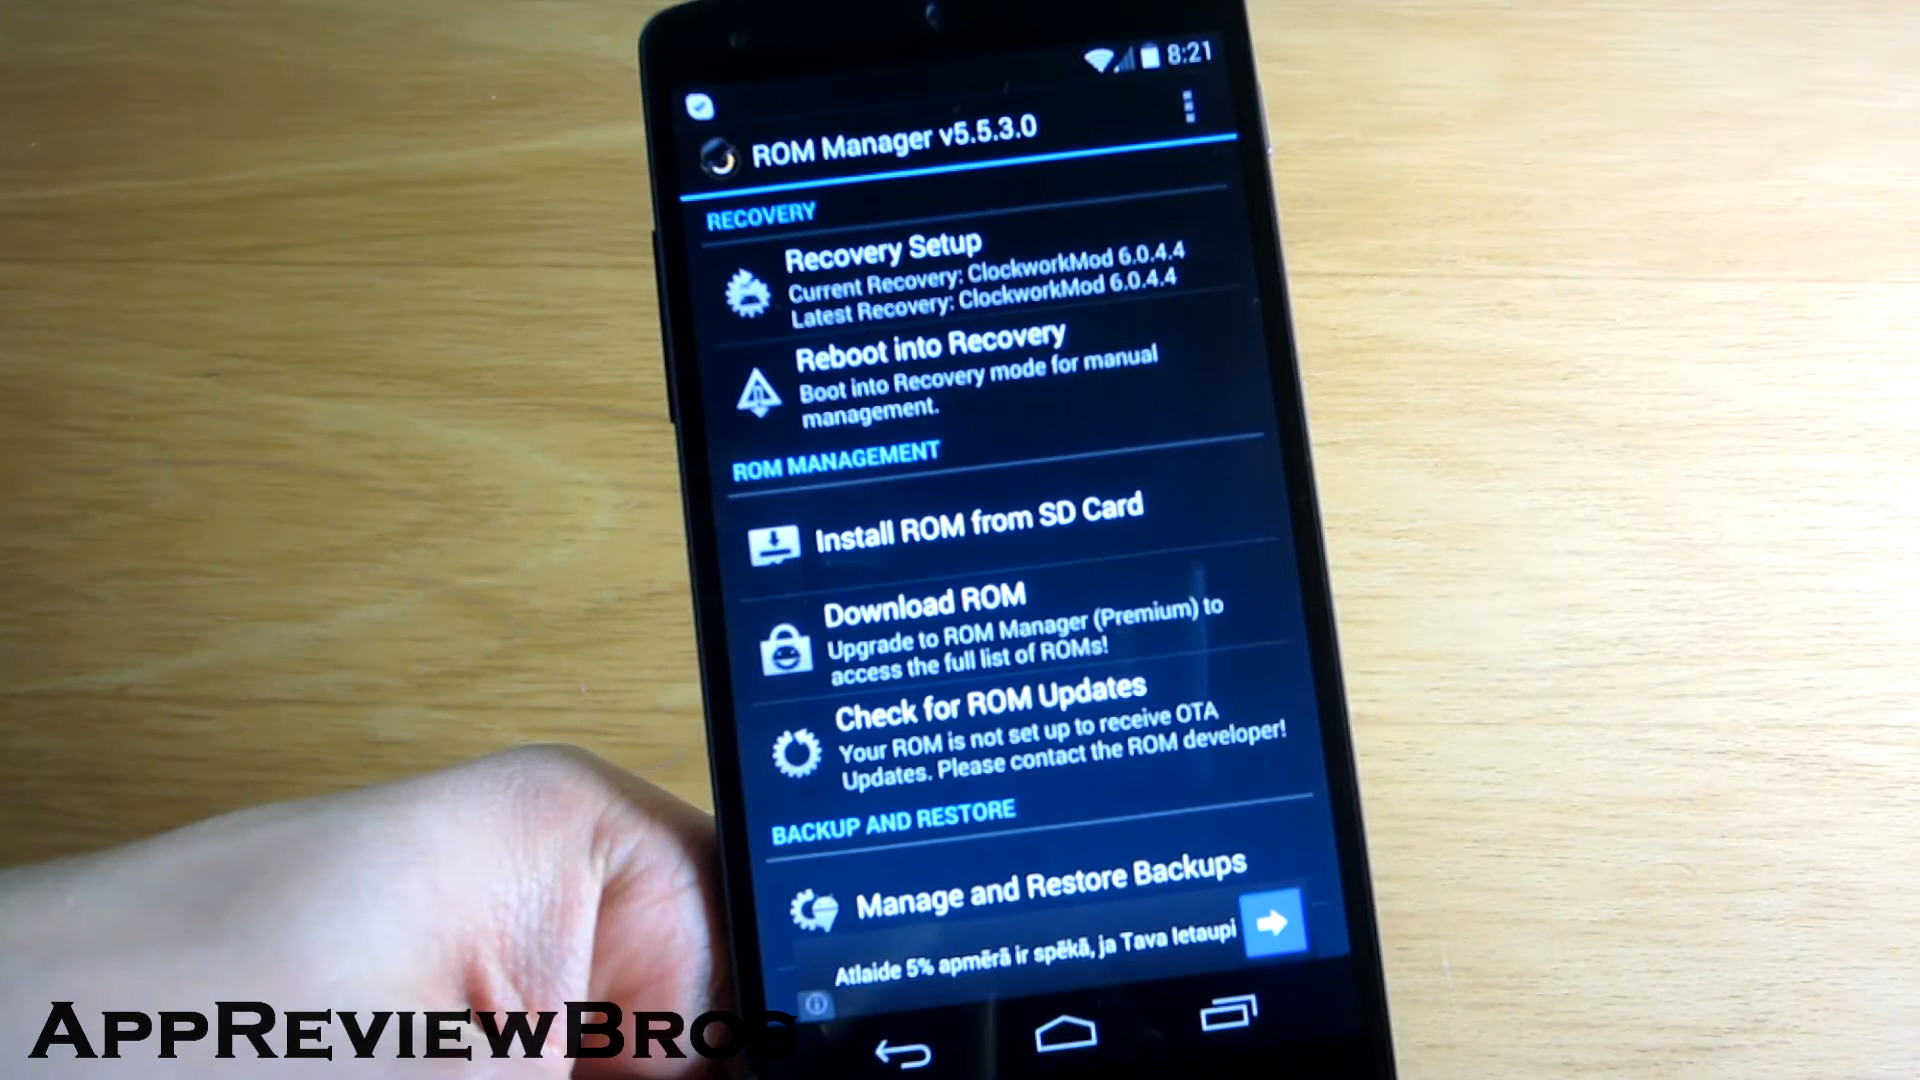 8:21
ROM Manager v5.5.3.0
RECOVERY
Recovery Setup
Current Recovery: ClockworkMod 6.0.4.4
Latest Recovery: ClockworkMod 6.0.4.4
Reboot into Recovery
Boot into Recovery mode for manual
management.
ROM MANAGEMENT
Install ROM from SD Card
Download ROM
Upgrade to ROM Manager (Premium) to
access the full list of ROMs!
Check for ROM Updates
Your ROM is not set up to receive OTA
Updates. Please contact the ROM developer!
BACKUP AND RESTORE
Manage and Restore Backups
Atlaide 5% apmērā ir spēkā, ja Tava Ietaupi
AppReviewBros